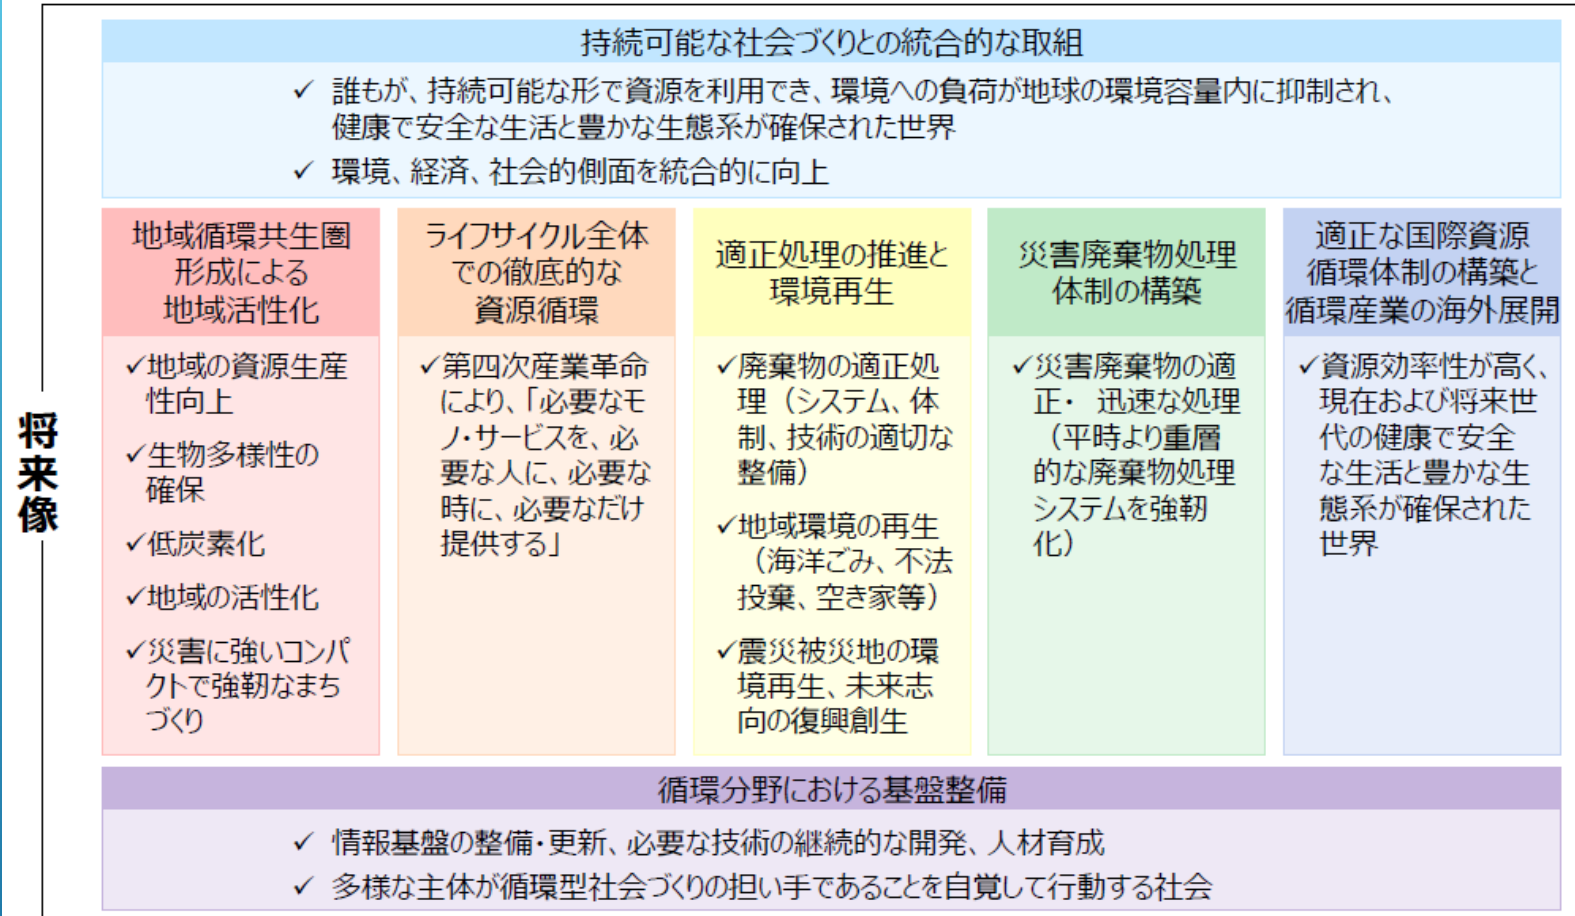 将来像
持続可能な社会づくりとの統合的な取組
✓ 誰もが、持続可能な形で資源を利用でき、環境への負荷が地球の環境容量内に抑制され、
健康で安全な生活と豊かな生態系が確保された世界
✓ 環境、経済、社会的側面を統合的に向上
地域循環共生圏
形成による
地域活性化
✓地域の資源生産
性向上
✓生物多様性の
確保
✓低炭素化
✓地域の活性化
✓災害に強いコンパ
クトで強靭なまち
づくり
ライフサイクル全体
での徹底的な
資源循環
✓第四次産業革命
により、「必要なモ
ノ・サービスを、必
要な人に、必要な
時に、必要なだけ
提供する」
適正処理の推進と
環境再生
✓廃棄物の適正処
理（システム、体
制、技術の適切な
整備）
✓地域環境の再生
（海洋ごみ、不法
投棄、空き家等）
✓震災被災地の環
境再生、未来志
向の復興創生
災害廃棄物処理
体制の構築
✓災害廃棄物の適
正・ 迅速な処理
（平時より重層
的な廃棄物処理
システムを強靭
化）
適正な国際資源
循環体制の構築と
循環産業の海外展開
✓資源効率性が高く、
現在および将来世
代の健康で安全
な生活と豊かな生
態系が確保された
世界
循環分野における基盤整備
✓ 情報基盤の整備・更新、必要な技術の継続的な開発、人材育成
✓ 多様な主体が循環型社会づくりの担い手であることを自覚して行動する社会